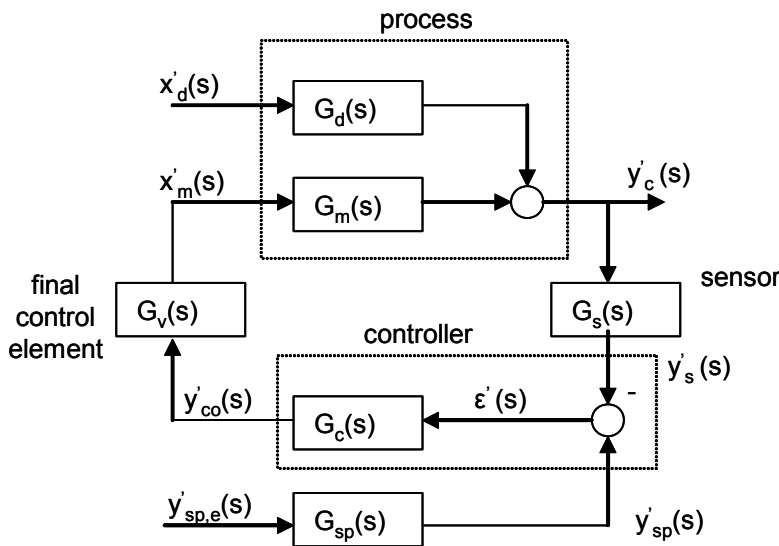 process
x'd(s)
Gd(s)
x'm(s)
Gm(s)
y'c(s)
final
control
element
Gv(s)
sensor
Gs(s)
controller
y's(s)
-
y'co(s)
Gc(s)
ε'(s)
y'sp,e(s)
Gsp(s)
y'sp(s)